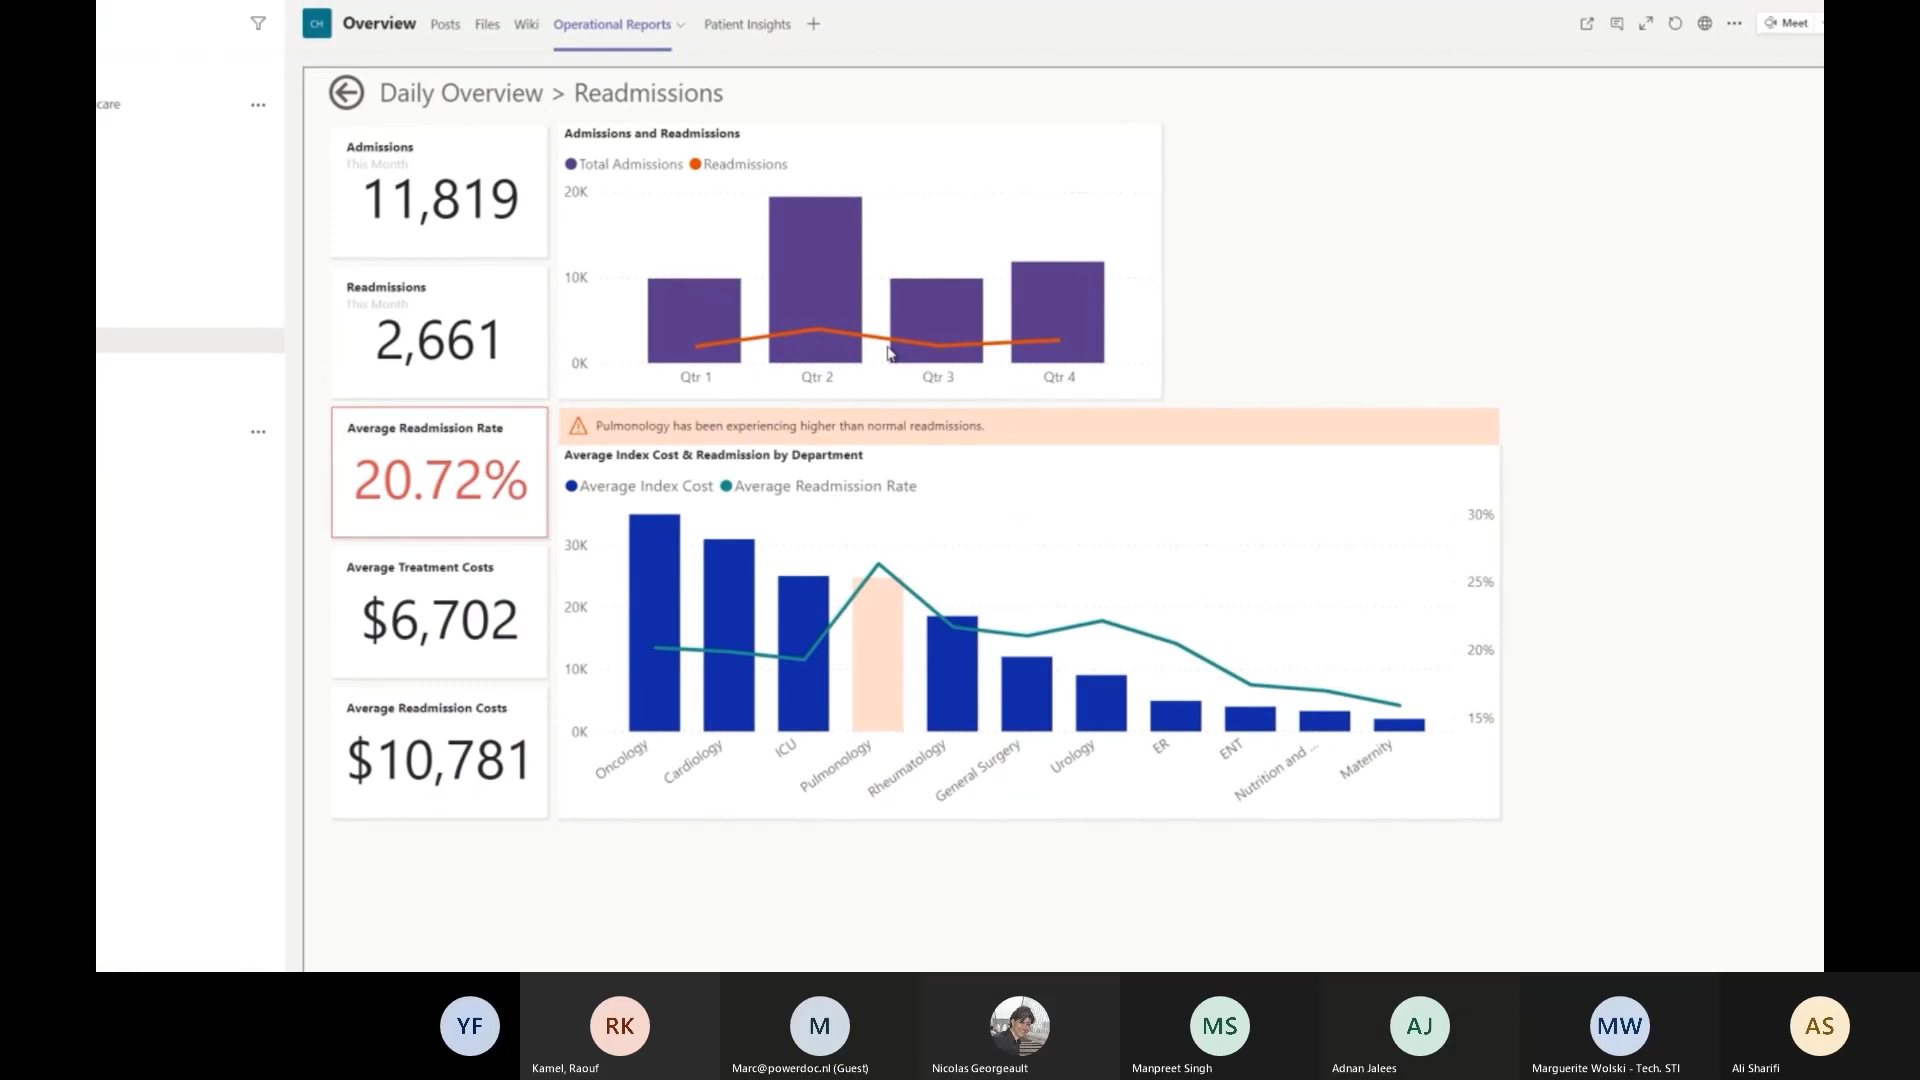 CH Overview Posts Files Wiki Operational Reports Patient Insights Meet
care
Daily Overview > Readmissions
Admissions
This Month
11,819
Readmissions
This Month
2,661
Average Readmission Rate
20.72%
Average Treatment Costs
$6,702
Average Readmission Costs
$10,781
Admissions and Readmissions
Total Admissions Readmissions
20K
10K
0K
Qtr 1 Qtr 2 Qtr 3 Qtr 4
Pulmonology has been experiencing higher than normal readmissions.
Average Index Cost & Readmission by Department
Average Index Cost Average Readmission Rate
30K
20K
10K
0K
30%
25%
20%
15%
Oncology Cardiology ICU Pulmonology Rheumatology General Surgery Urology ER ENT Nutrition and ... Maternity
YF RK M MS AJ MW AS
Kamel, Raouf Marc@powerdoc.nl (Guest) Nicolas Georgeault Manpreet Singh Adnan Jalees Marguerite Wolski - Tech. STI Ali Sharifi